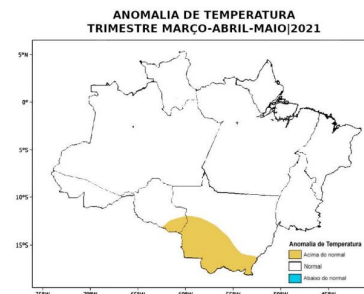 ANOMALIA DE TEMPERATURA
TRIMESTRE MARÇO-ABRIL-MAIO|2021
5°N
0°
5°S
10°S
15°S
Anomalia de Temperatura
Acima do normal
Normal
Abaixo do normal